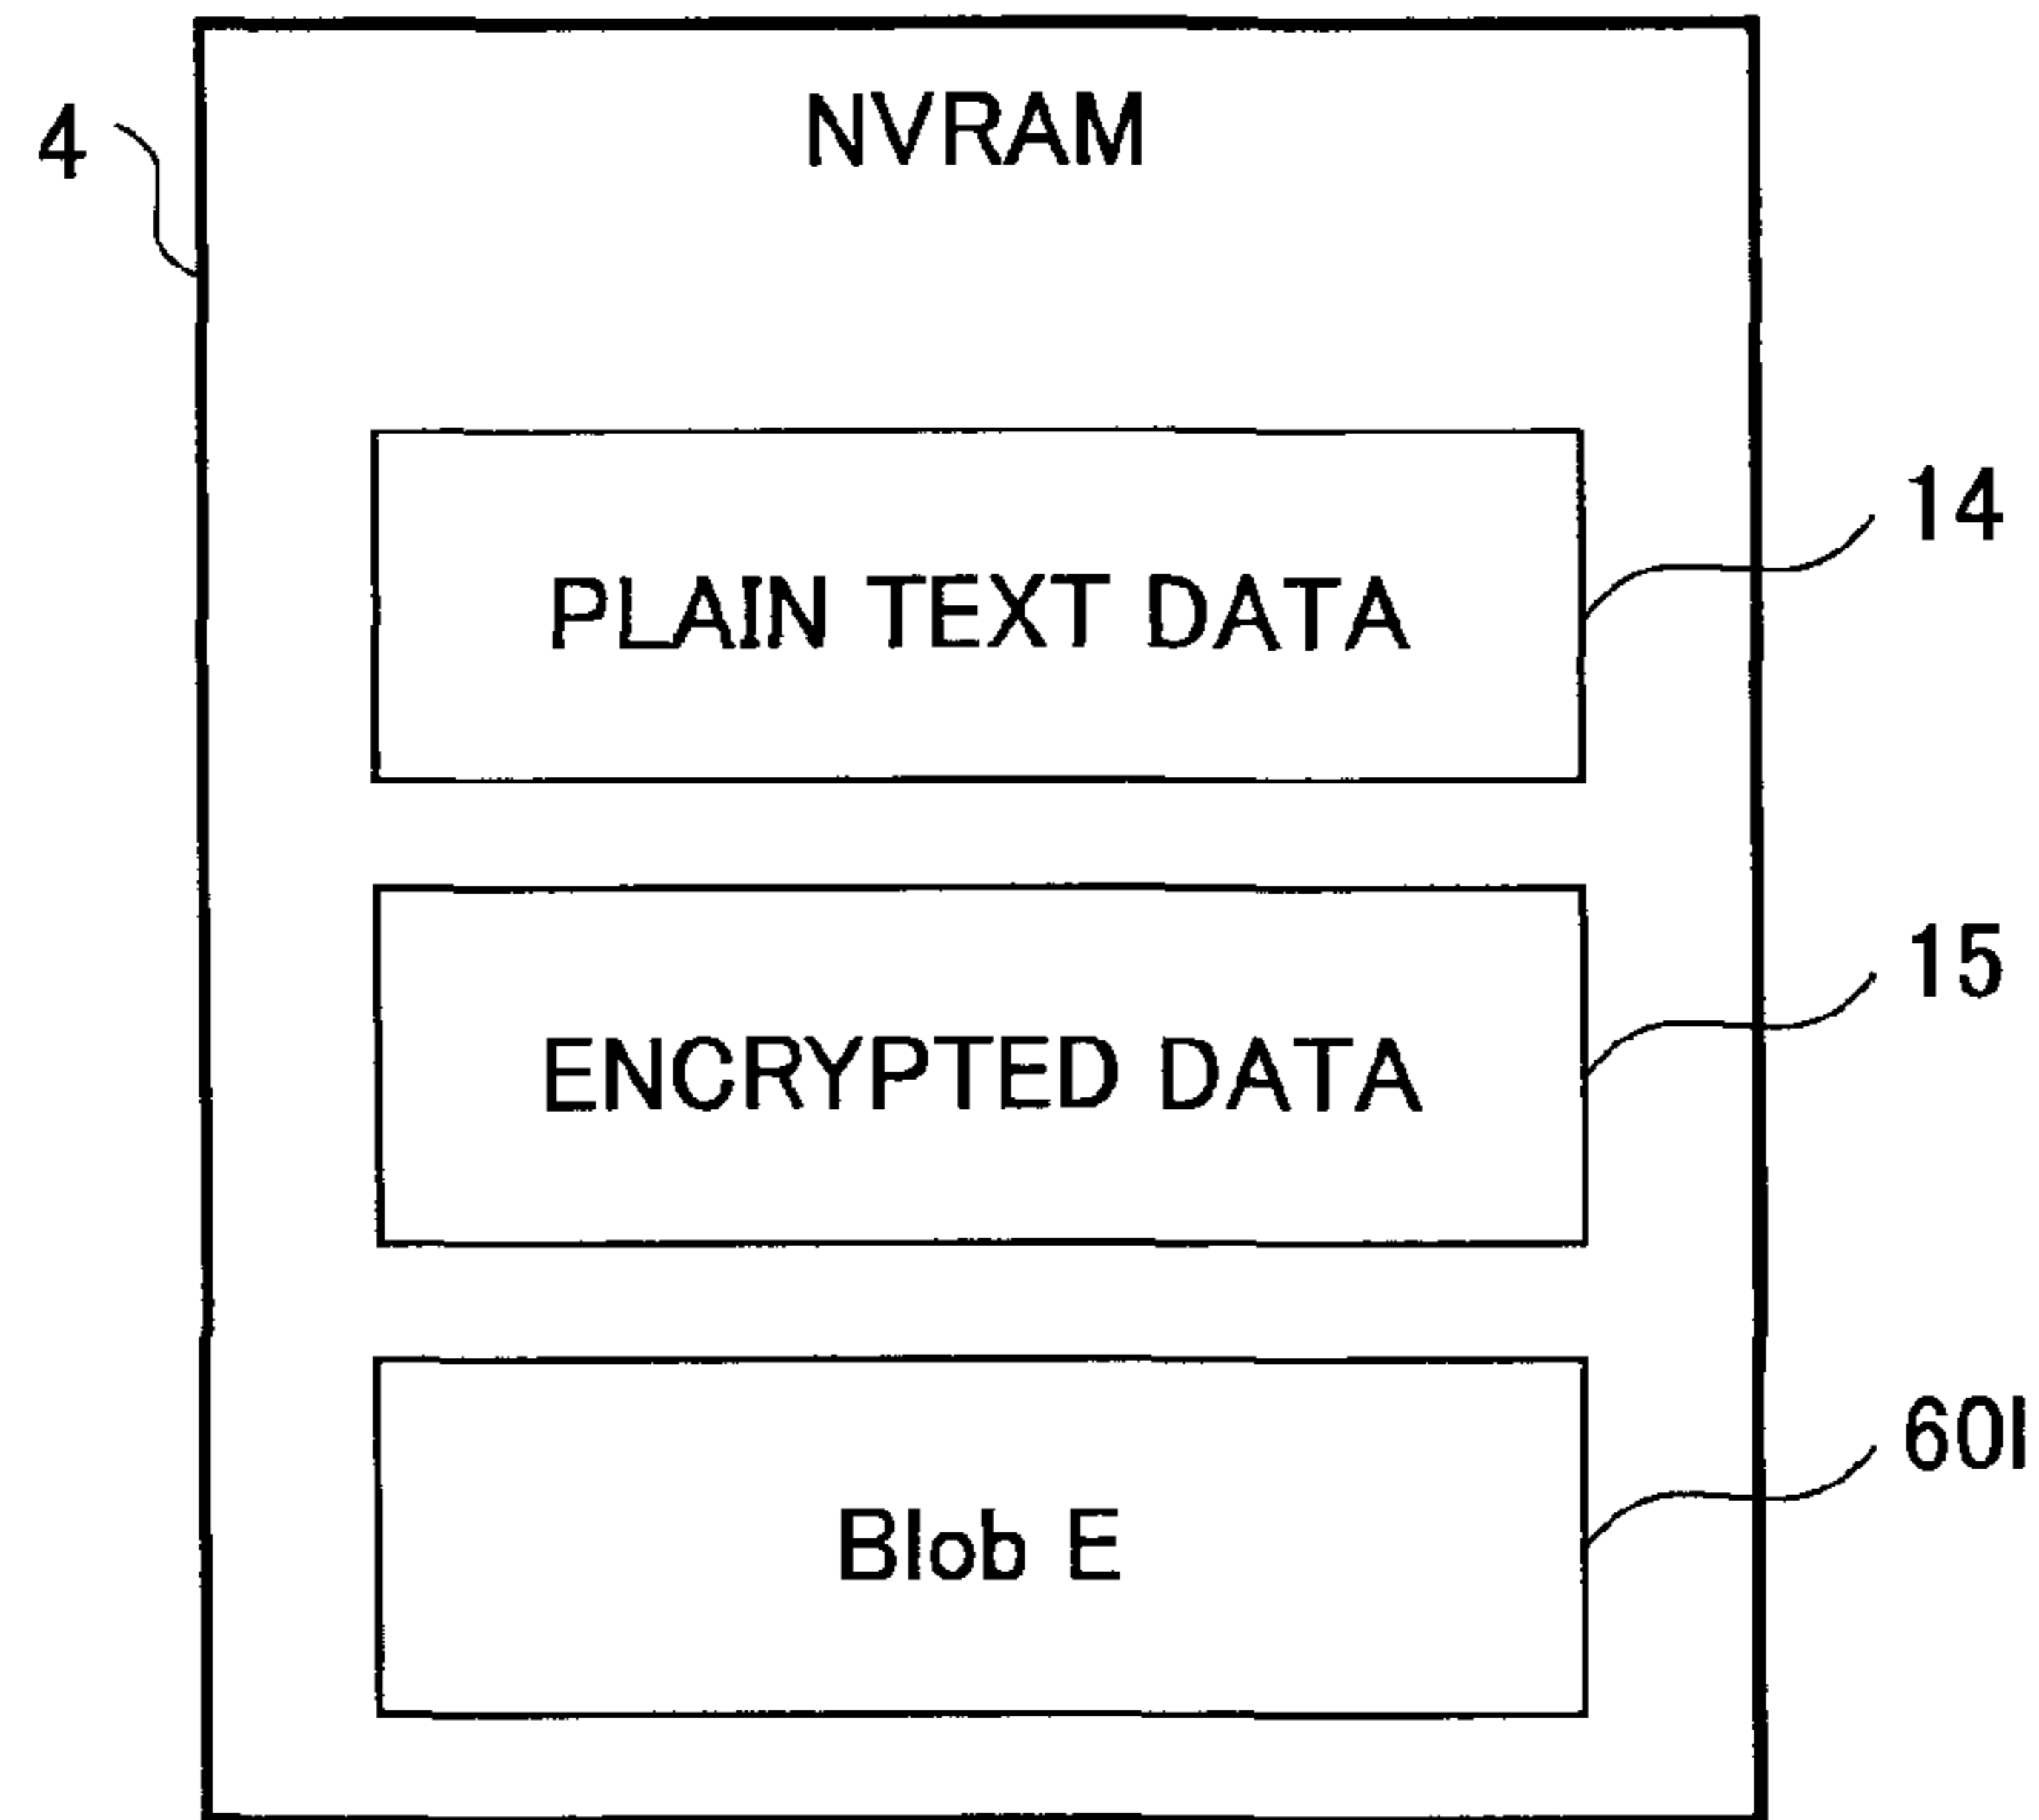 NVRAM
4
14
PLAIN TEXT DATA
15
ENCRYPTED DATA
60I
Blob E